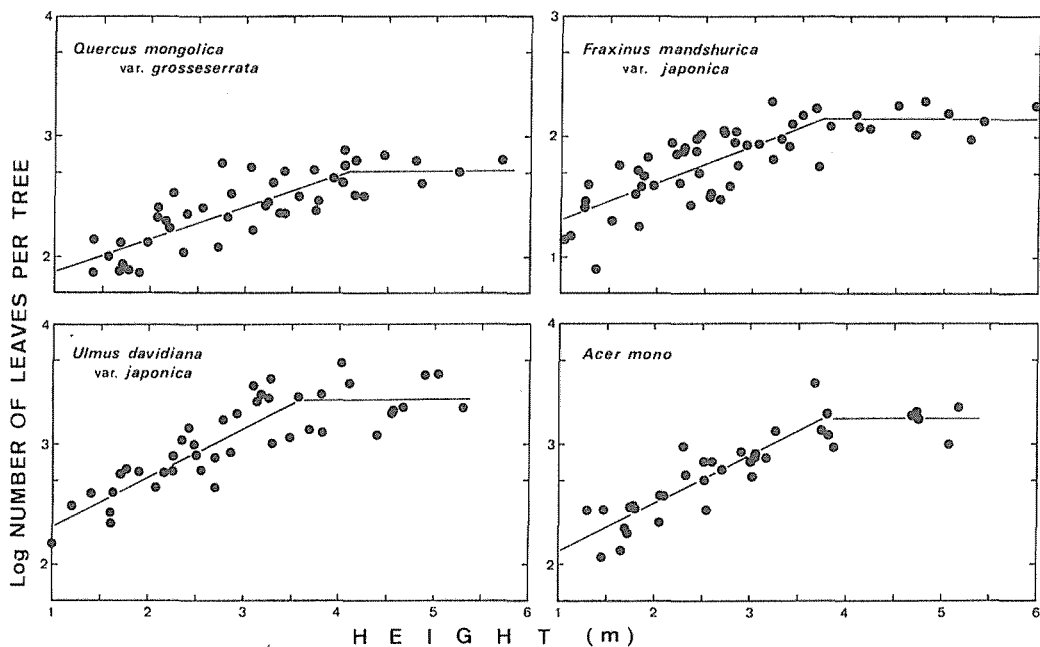 Log NUMBER OF LEAVES PER TREE
4
3
2
Quercus mongolica
var. grosseserrata
3
2
1
Fraxinus mandshurica
var. japonica
4
3
2
Ulmus davidiana
var. japonica
1 2 3 4 5 6
4
3
2
Acer mono
1 2 3 4 5 6
HEIGHT (m)